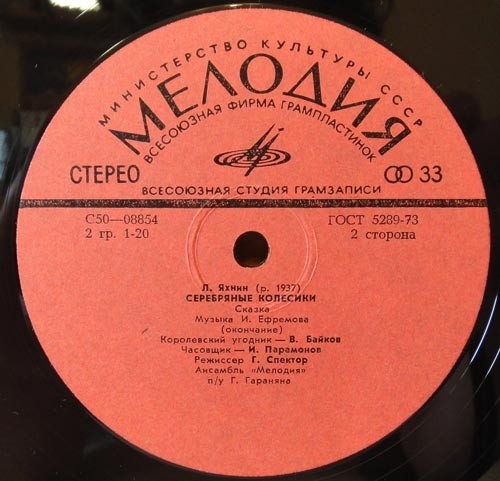 МИНИСТЕРСТВО КУЛЬТУРЫ СССР
МЕЛОДИЯ
ВСЕСОЮЗНАЯ ФИРМА ГРАМПЛАСТИНОК
СТЕРЕО 33
ВСЕСОЮЗНАЯ СТУДИЯ ГРАМЗАПИСИ
С50—08854 ГОСТ 5289-73
2 гр. 1-20 2 сторона
Л. Яхнин (р. 1937)
СЕРЕБРЯНЫЕ КОЛЕСИКИ
Сказка
Музыка И. Ефремова
(окончание)
Королевский угодник — В. Байков
Часовщик — И. Парамонов
Режиссер Г. Спектор
Ансамбль «Мелодия»
п/у Г. Гараняна